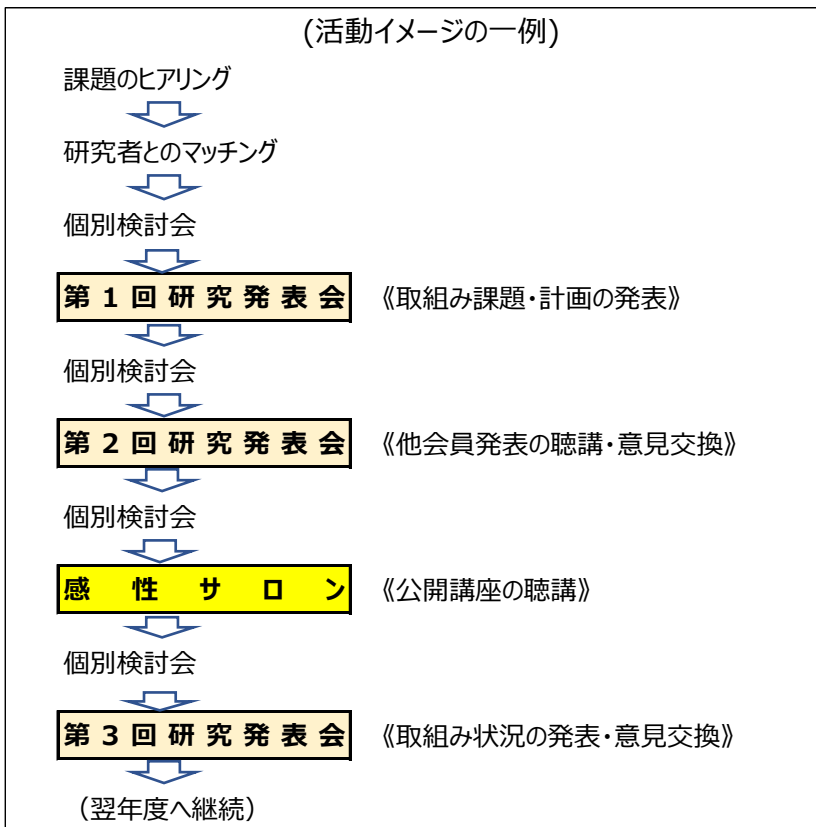 (活動イメージの一例)
課題のヒアリング
研究者とのマッチング
個別検討会
第1回研究発表会 《取組み課題・計画の発表》
個別検討会
第2回研究発表会 《他会員発表の聴講・意見交換》
個別検討会
感性サロン 《公開講座の聴講》
個別検討会
第3回研究発表会 《取組み状況の発表・意見交換》
(翌年度へ継続)